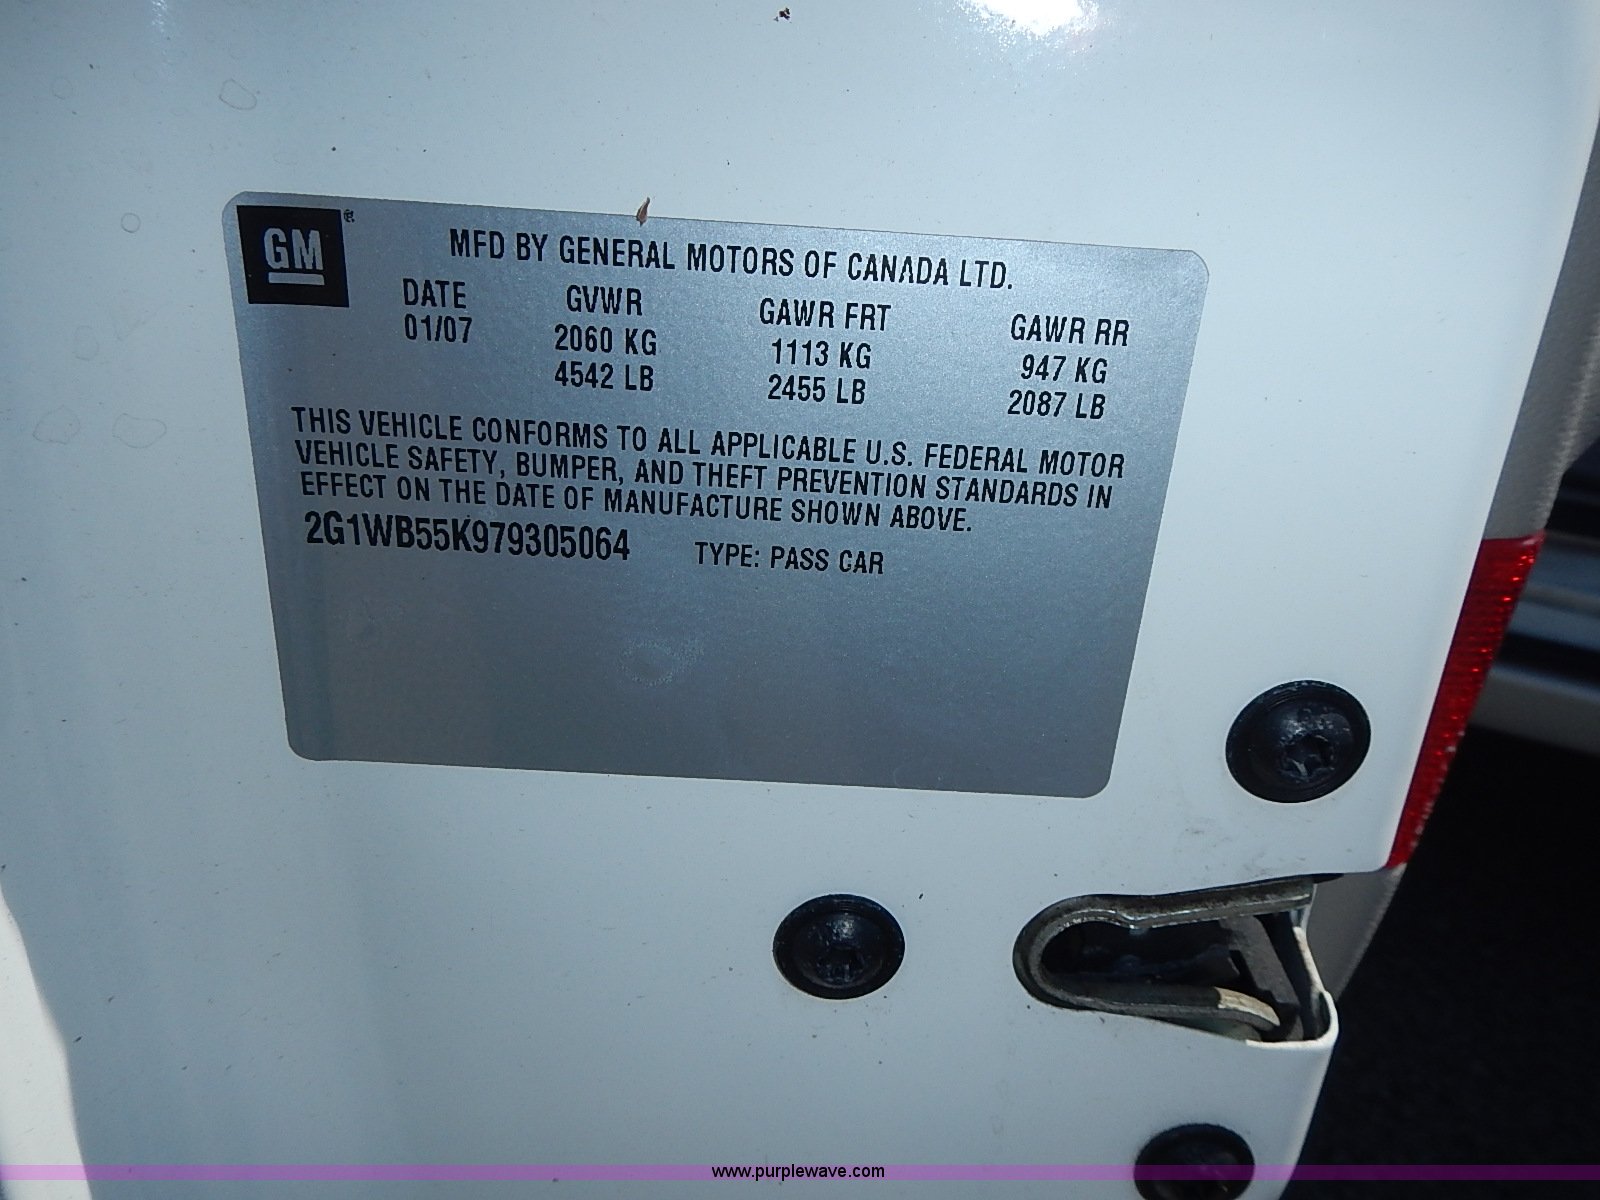 GM®
MFD BY GENERAL MOTORS OF CANADA LTD.
DATE GVWR GAWR FRT GAWR RR
01/07 2060 KG 1113 KG 947 KG
4542 LB 2455 LB 2087 LB
THIS VEHICLE CONFORMS TO ALL APPLICABLE U.S. FEDERAL MOTOR
VEHICLE SAFETY, BUMPER, AND THEFT PREVENTION STANDARDS IN
EFFECT ON THE DATE OF MANUFACTURE SHOWN ABOVE.
2G1WB55K979305064 TYPE: PASS CAR
www.purplewave.com